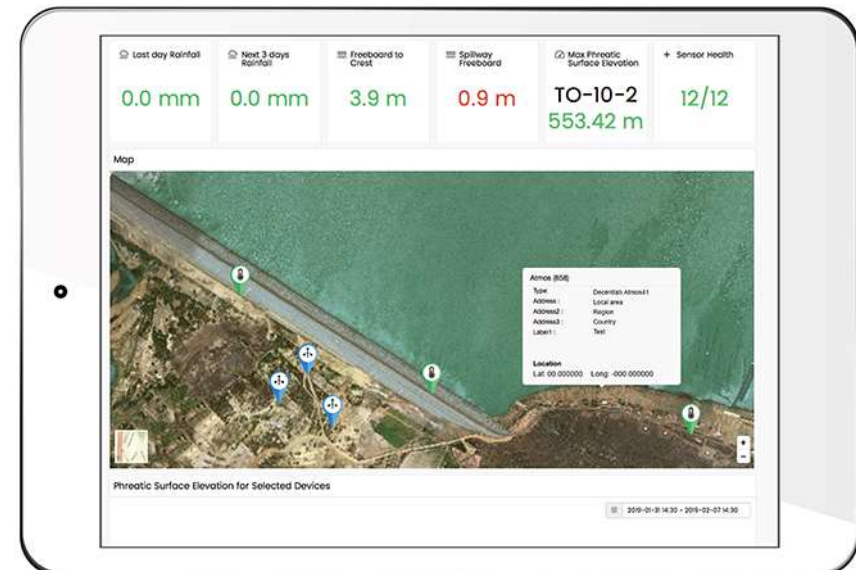 Last day Rainfall
0.0 mm
Next 3 days
Rainfall
0.0 mm
Freeboard to
Crest
3.9 m
Spillway
Freeboard
0.9 m
Max Phreatic
Surface Elevation
TO-10-2
553.42 m
+ Sensor Health
12/12
Map
Atmos (658)
Type: Decentlab Atmos41
Address : Local area
Address2 : Region
Address3 : Country
Label1 : Test
Location
Lat: 00.000000 Long: -000.000000
+
-
Phreatic Surface Elevation for Selected Devices
2019-01-31 14:30 - 2019-02-07 14:30